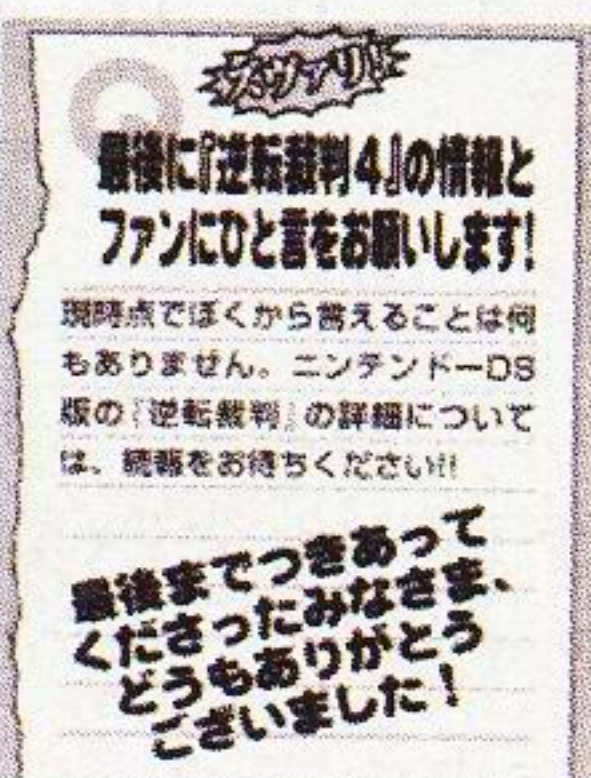 ズヴァリ!!
Q
最後に『逆転裁判4』の情報と
ファンにひと言をお願いします!
現時点でぼくから言えることは何
もありません。ニンテンドーDS
版の『逆転裁判』の詳細について
は、続報をお待ちください!!
最後までつきあって
くださったみなさま、
どうもありがとう
ございました!